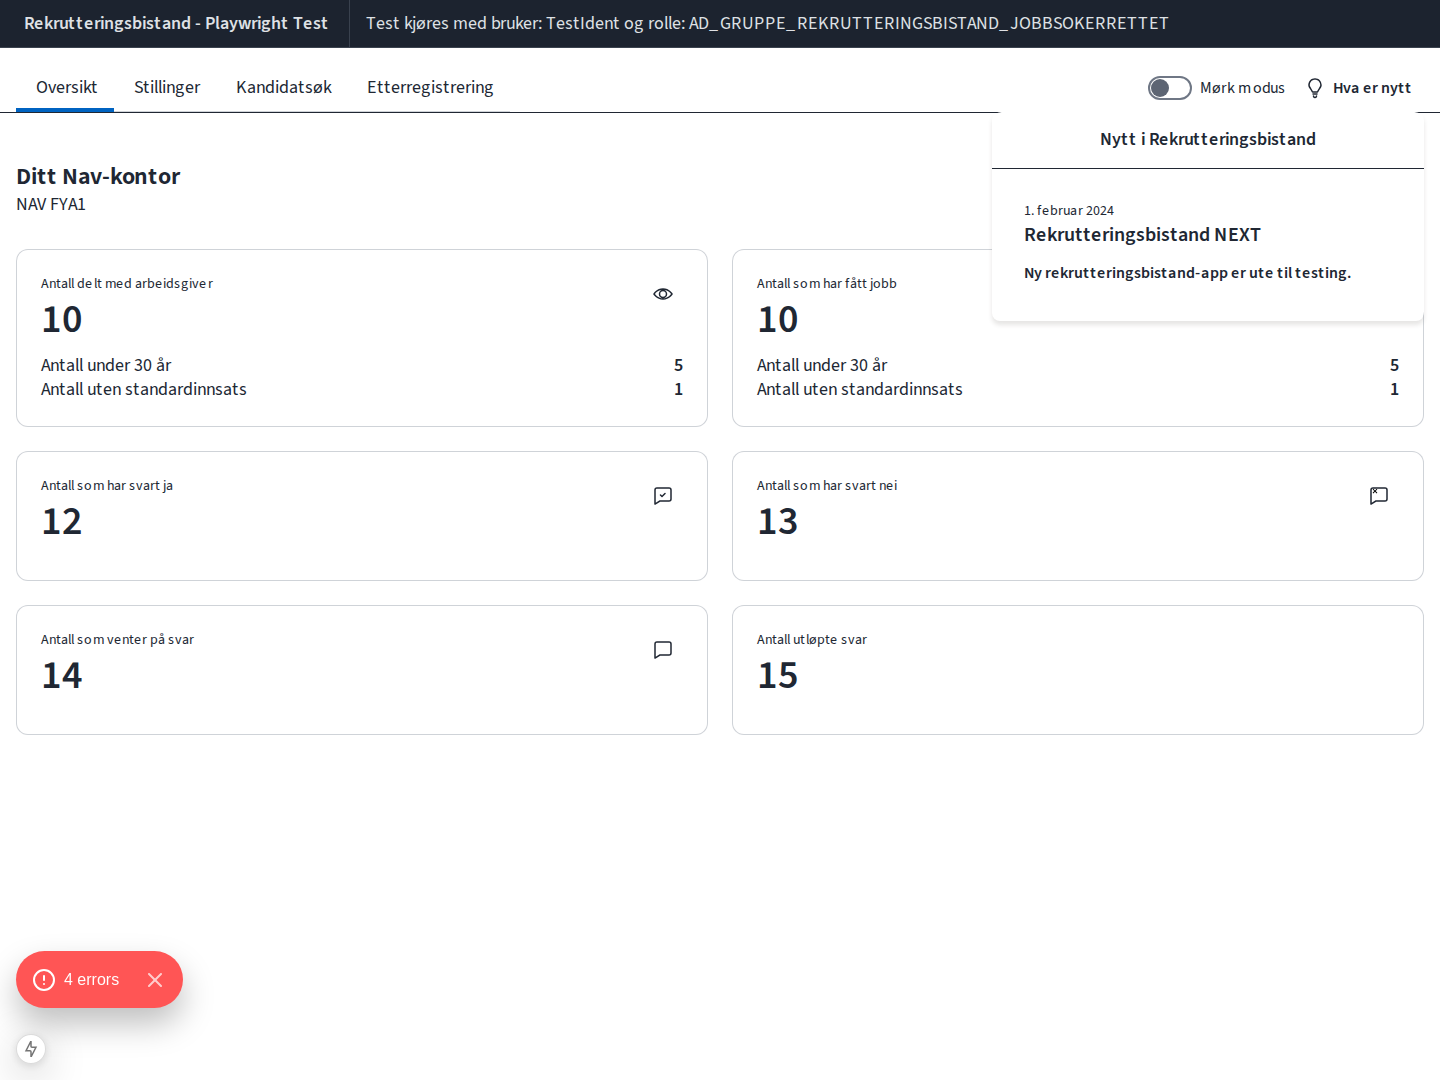 Rekrutteringsbistand - Playwright Test
Test kjøres med bruker: TestIdent og rolle: AD_GRUPPE_REKRUTTERINGSBISTAND_JOBBSOKERRETTET
Oversikt
Stillinger
Kandidatsøk
Etterregistrering
Mørk modus
Hva er nytt
Nytt i Rekrutteringsbistand
1. februar 2024
Rekrutteringsbistand NEXT
Ny rekrutteringsbistand-app er ute til testing.
Ditt Nav-kontor
NAV FYA1
Antall delt med arbeidsgiver
10
Antall under 30 år 5
Antall uten standardinnsats 1
Antall som har fått jobb
10
Antall under 30 år 5
Antall uten standardinnsats 1
Antall som har svart ja
12
Antall som har svart nei
13
Antall som venter på svar
14
Antall utløpte svar
15
4 errors